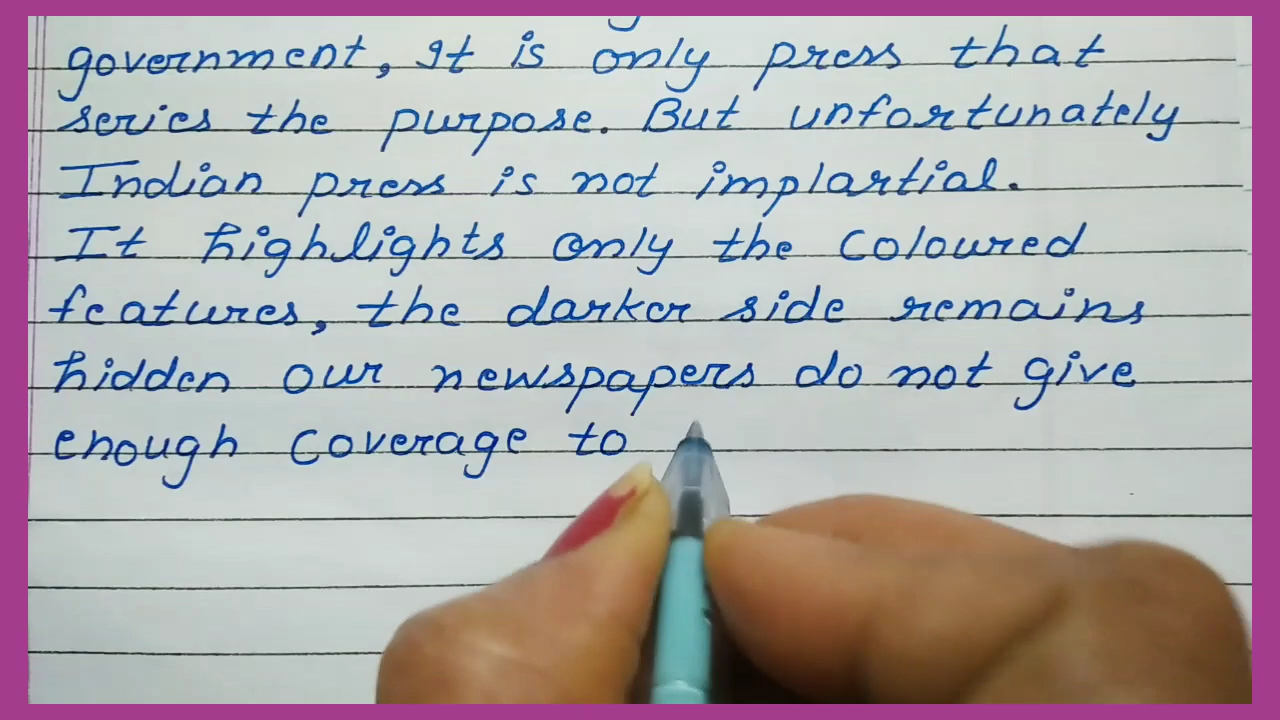 government, It is only press that
series the purpose. But unfortunately
Indian press is not implartial.
It highlights only the coloured
features, the darker side remains
hidden our newspapers do not give
enough coverage to